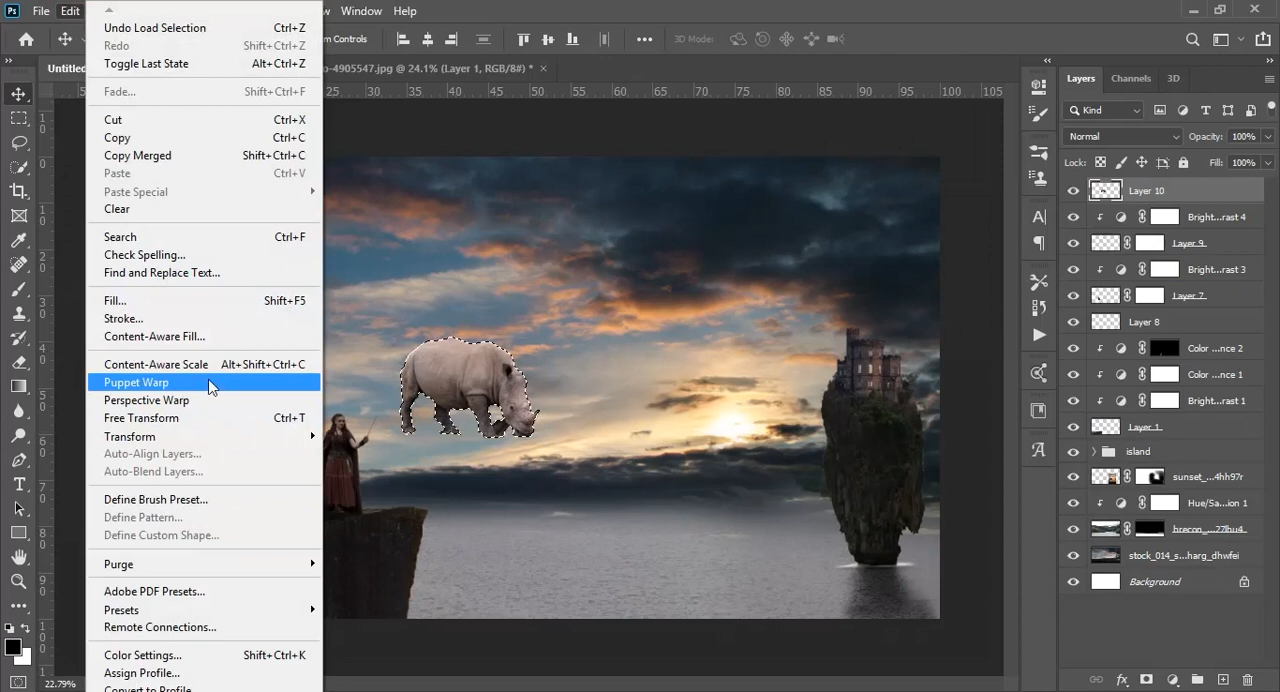 Ps File Edit w Window Help
m Controls 3D Mode:
Untitled
o-4905547.jpg @ 24.1% (Layer 1, RGB/8#) * ×
5 25 30 35 40 45 50 55 60 65 70 75 80 85 90 95 100 105
Undo Load Selection Ctrl+Z
Redo Shift+Ctrl+Z
Toggle Last State Alt+Ctrl+Z
Fade... Shift+Ctrl+F
Cut Ctrl+X
Copy Ctrl+C
Copy Merged Shift+Ctrl+C
Paste Ctrl+V
Paste Special
Clear
Search Ctrl+F
Check Spelling...
Find and Replace Text...
Fill... Shift+F5
Stroke...
Content-Aware Fill...
Content-Aware Scale Alt+Shift+Ctrl+C
Puppet Warp
Perspective Warp
Free Transform Ctrl+T
Transform
Auto-Align Layers...
Auto-Blend Layers...
Define Brush Preset...
Define Pattern...
Define Custom Shape...
Purge
Adobe PDF Presets...
Presets
Remote Connections...
Color Settings... Shift+Ctrl+K
Assign Profile...
Convert to Profile
22.79%
Layers Channels 3D
Kind
Normal Opacity: 100%
Lock: Fill: 100%
Layer 10
Bright...rast 4
Layer 9
Bright...rast 3
Layer 7
Layer 8
Color ...nce 2
Color ...nce 1
Bright...rast 1
Layer 1
island
sunset_...4hh97r
Hue/Sa...ion 1
brecon_...27lbu4
stock_014_s...harg_dhwfei
Background